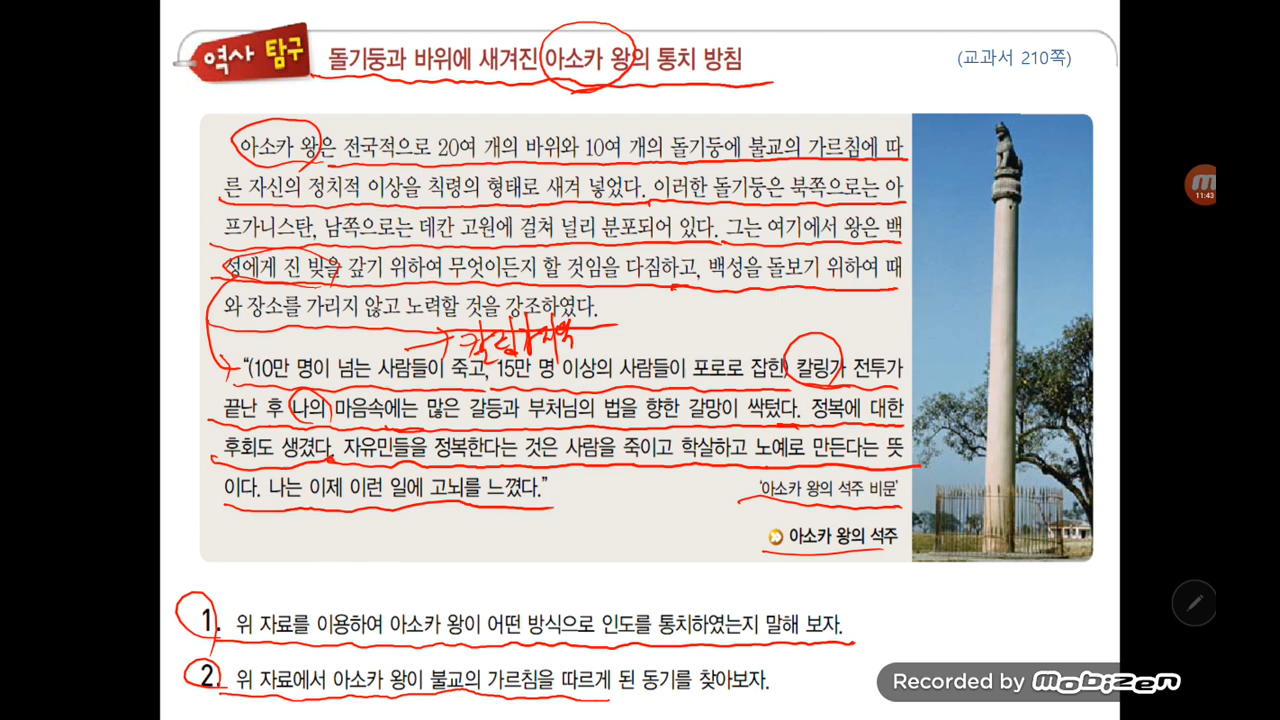 역사 탐구
돌기둥과 바위에 새겨진 아소카 왕의 통치 방침
(교과서 210쪽)
아소카 왕은 전국적으로 20여 개의 바위와 10여 개의 돌기둥에 불교의 가르침에 따
른 자신의 정치적 이상을 칙령의 형태로 새겨 넣었다. 이러한 돌기둥은 북쪽으로는 아
프가니스탄, 남쪽으로는 데칸 고원에 걸쳐 널리 분포되어 있다. 그는 여기에서 왕은 백
성에게 진 빚을 갚기 위하여 무엇이든지 할 것임을 다짐하고, 백성을 돌보기 위하여 때
와 장소를 가리지 않고 노력할 것을 강조하였다.
→ 칼링가 지역
“(10만 명이 넘는 사람들이 죽고, 15만 명 이상의 사람들이 포로로 잡힌) 칼링가 전투가
끝난 후 나의 마음속에는 많은 갈등과 부처님의 법을 향한 갈망이 싹텄다. 정복에 대한
후회도 생겼다. 자유민들을 정복한다는 것은 사람을 죽이고 학살하고 노예로 만든다는 뜻
이다. 나는 이제 이런 일에 고뇌를 느꼈다.”
‘아소카 왕의 석주 비문’
아소카 왕의 석주
1. 위 자료를 이용하여 아소카 왕이 어떤 방식으로 인도를 통치하였는지 말해 보자.
2. 위 자료에서 아소카 왕이 불교의 가르침을 따르게 된 동기를 찾아보자.
11:43
Recorded by mobizen